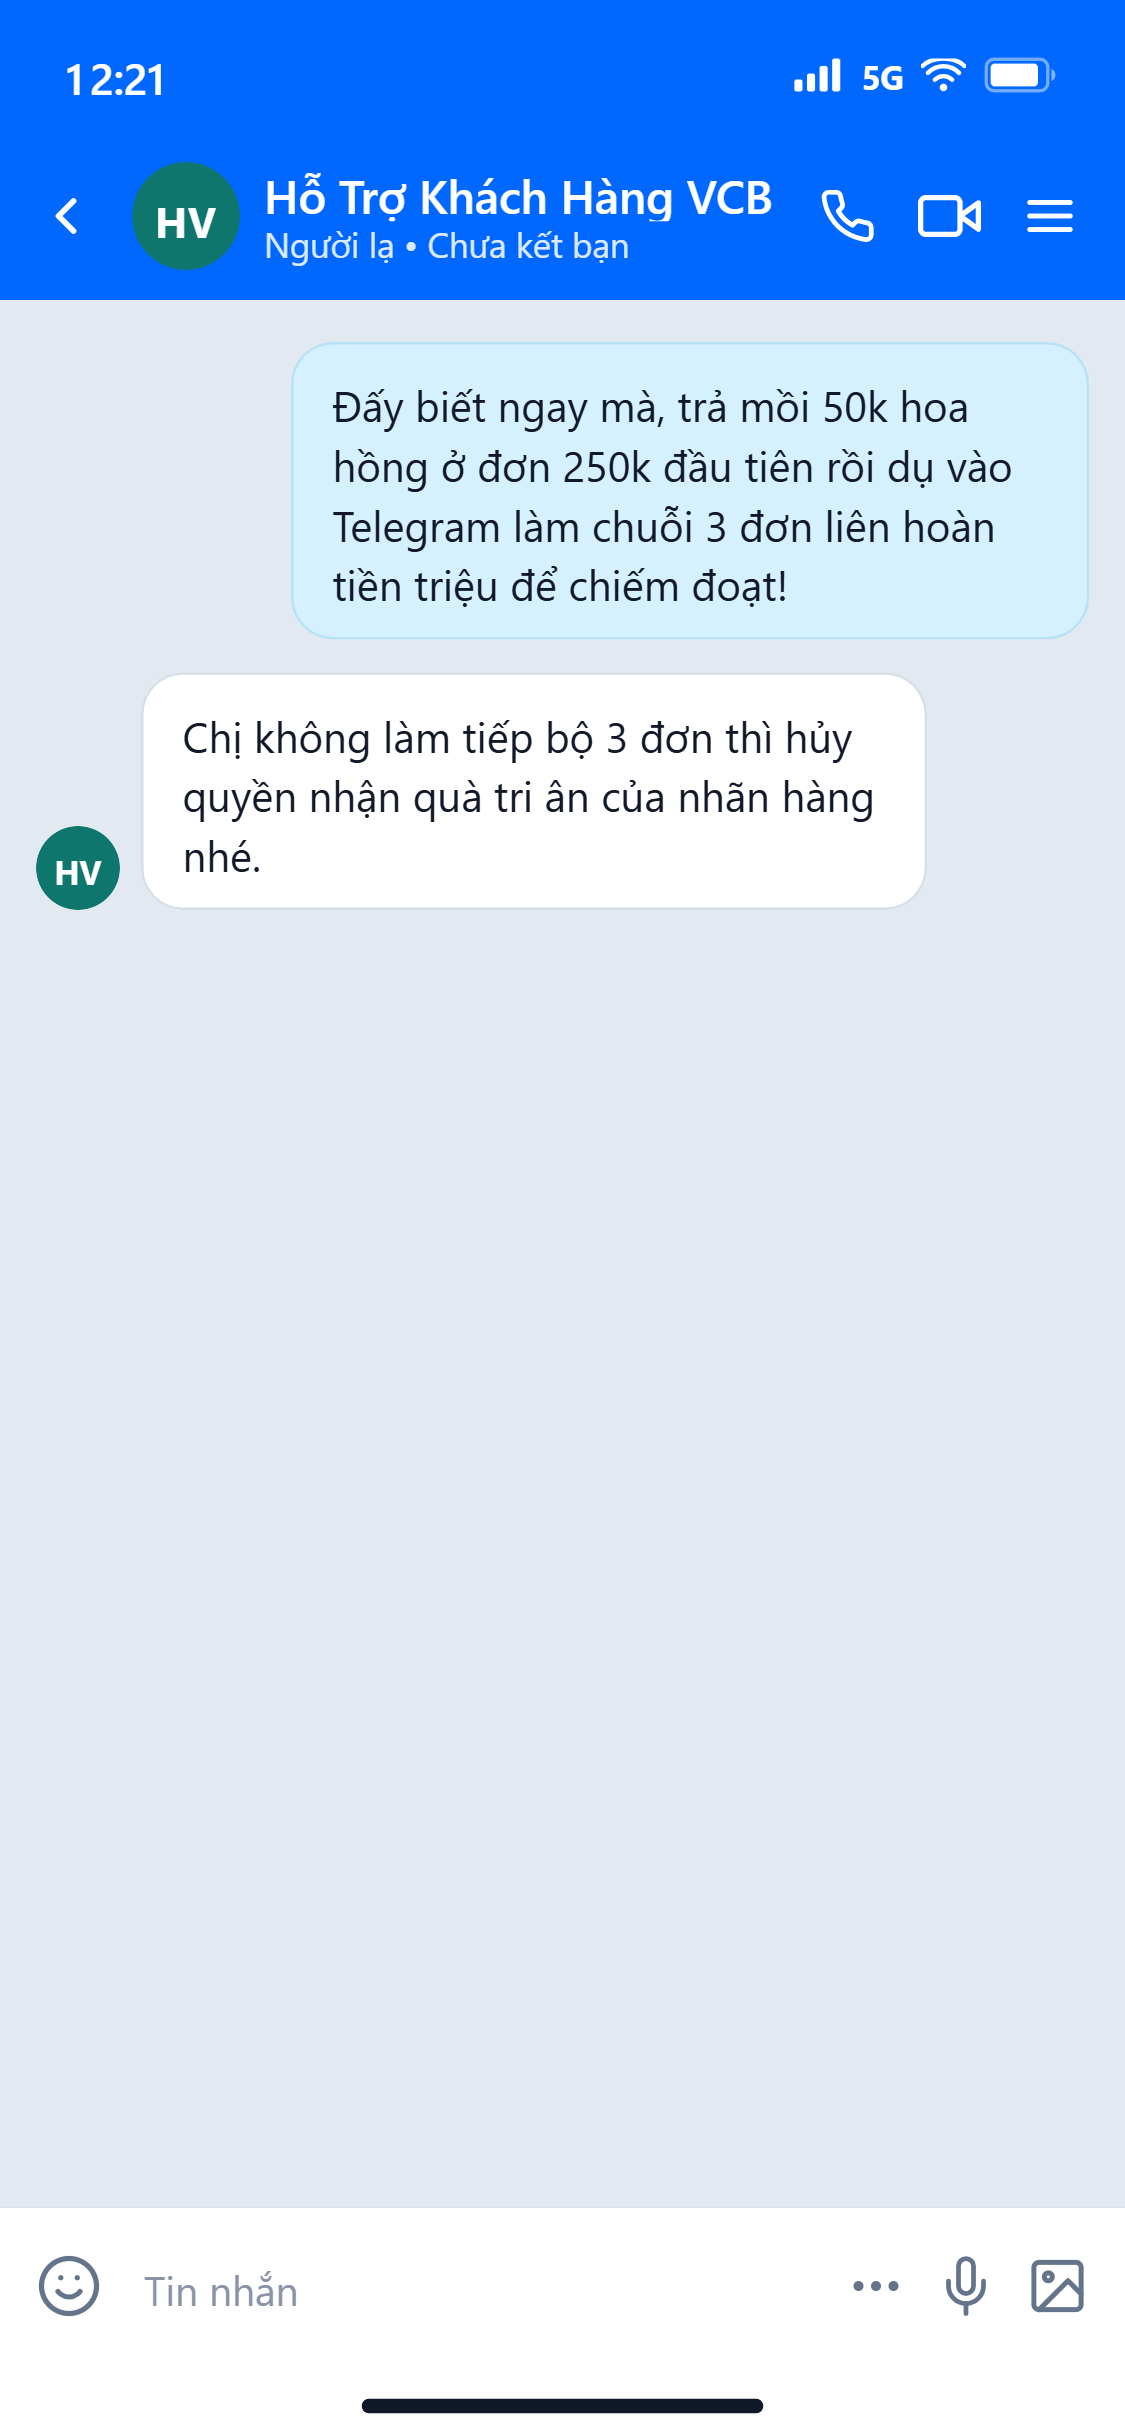 12:21
5G
HV
Hỗ Trợ Khách Hàng VCB
Người lạ • Chưa kết bạn
Đấy biết ngay mà, trả mồi 50k hoa
hồng ở đơn 250k đầu tiên rồi dụ vào
Telegram làm chuỗi 3 đơn liên hoàn
tiền triệu để chiếm đoạt!
Chị không làm tiếp bộ 3 đơn thì hủy
quyền nhận quà tri ân của nhãn hàng
nhé.
HV
Tin nhắn